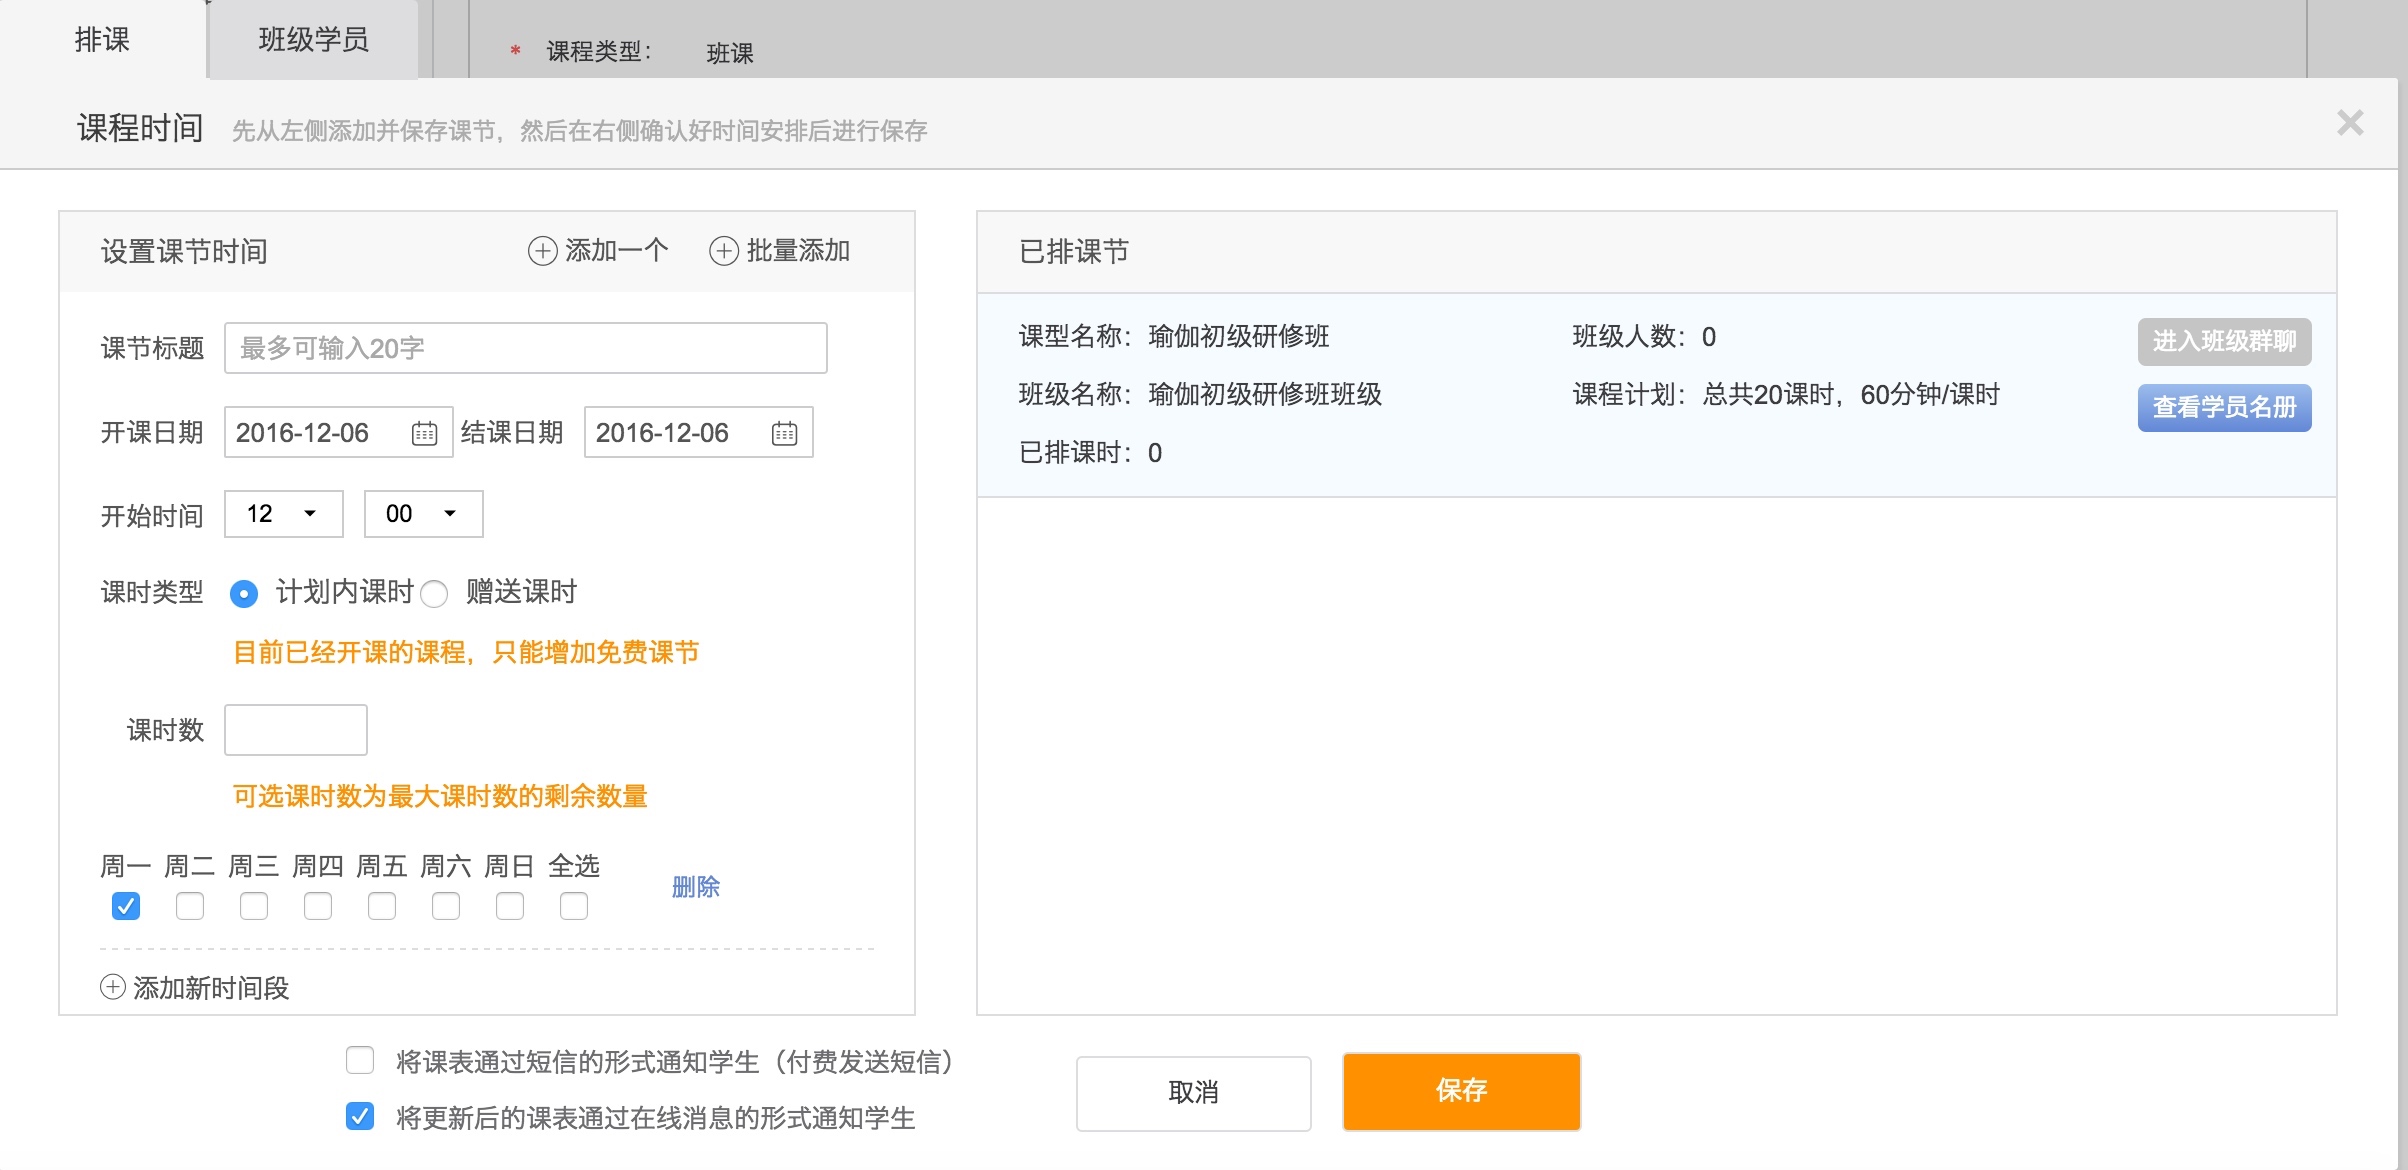 排课
班级学员
* 课程类型： 班课
课程时间 先从左侧添加并保存课节，然后在右侧确认好时间安排后进行保存
设置课节时间 添加一个 批量添加
课节标题 最多可输入20字
开课日期 2016-12-06 结课日期 2016-12-06
开始时间 12 00
课时类型 计划内课时 赠送课时
目前已经开课的课程，只能增加免费课节
课时数
可选课时数为最大课时数的剩余数量
周一 周二 周三 周四 周五 周六 周日 全选
删除
添加新时间段
已排课节
课型名称：瑜伽初级研修班 班级人数：0
进入班级群聊
班级名称：瑜伽初级研修班班级 课程计划：总共20课时，60分钟/课时
查看学员名册
已排课时：0
将课表通过短信的形式通知学生（付费发送短信）
将更新后的课表通过在线消息的形式通知学生
取消
保存